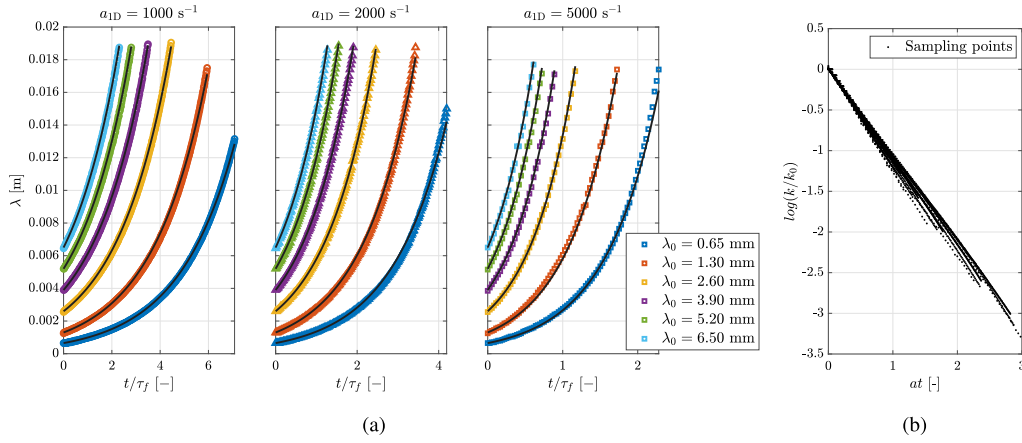 a₁D = 1000 s⁻¹
a₁D = 2000 s⁻¹
a₁D = 5000 s⁻¹
λ [m]
0.02
0.018
0.016
0.014
0.012
0.01
0.008
0.006
0.004
0.002
0
0 2 4 6
t/τf [−]
0 2 4
t/τf [−]
0 1 2
t/τf [−]
λ₀ = 0.65 mm
λ₀ = 1.30 mm
λ₀ = 2.60 mm
λ₀ = 3.90 mm
λ₀ = 5.20 mm
λ₀ = 6.50 mm
(a)
Sampling points
log(k/k₀)
0
-0.5
-1
-1.5
-2
-2.5
-3
-3.5
0 1 2 3
at [-]
(b)